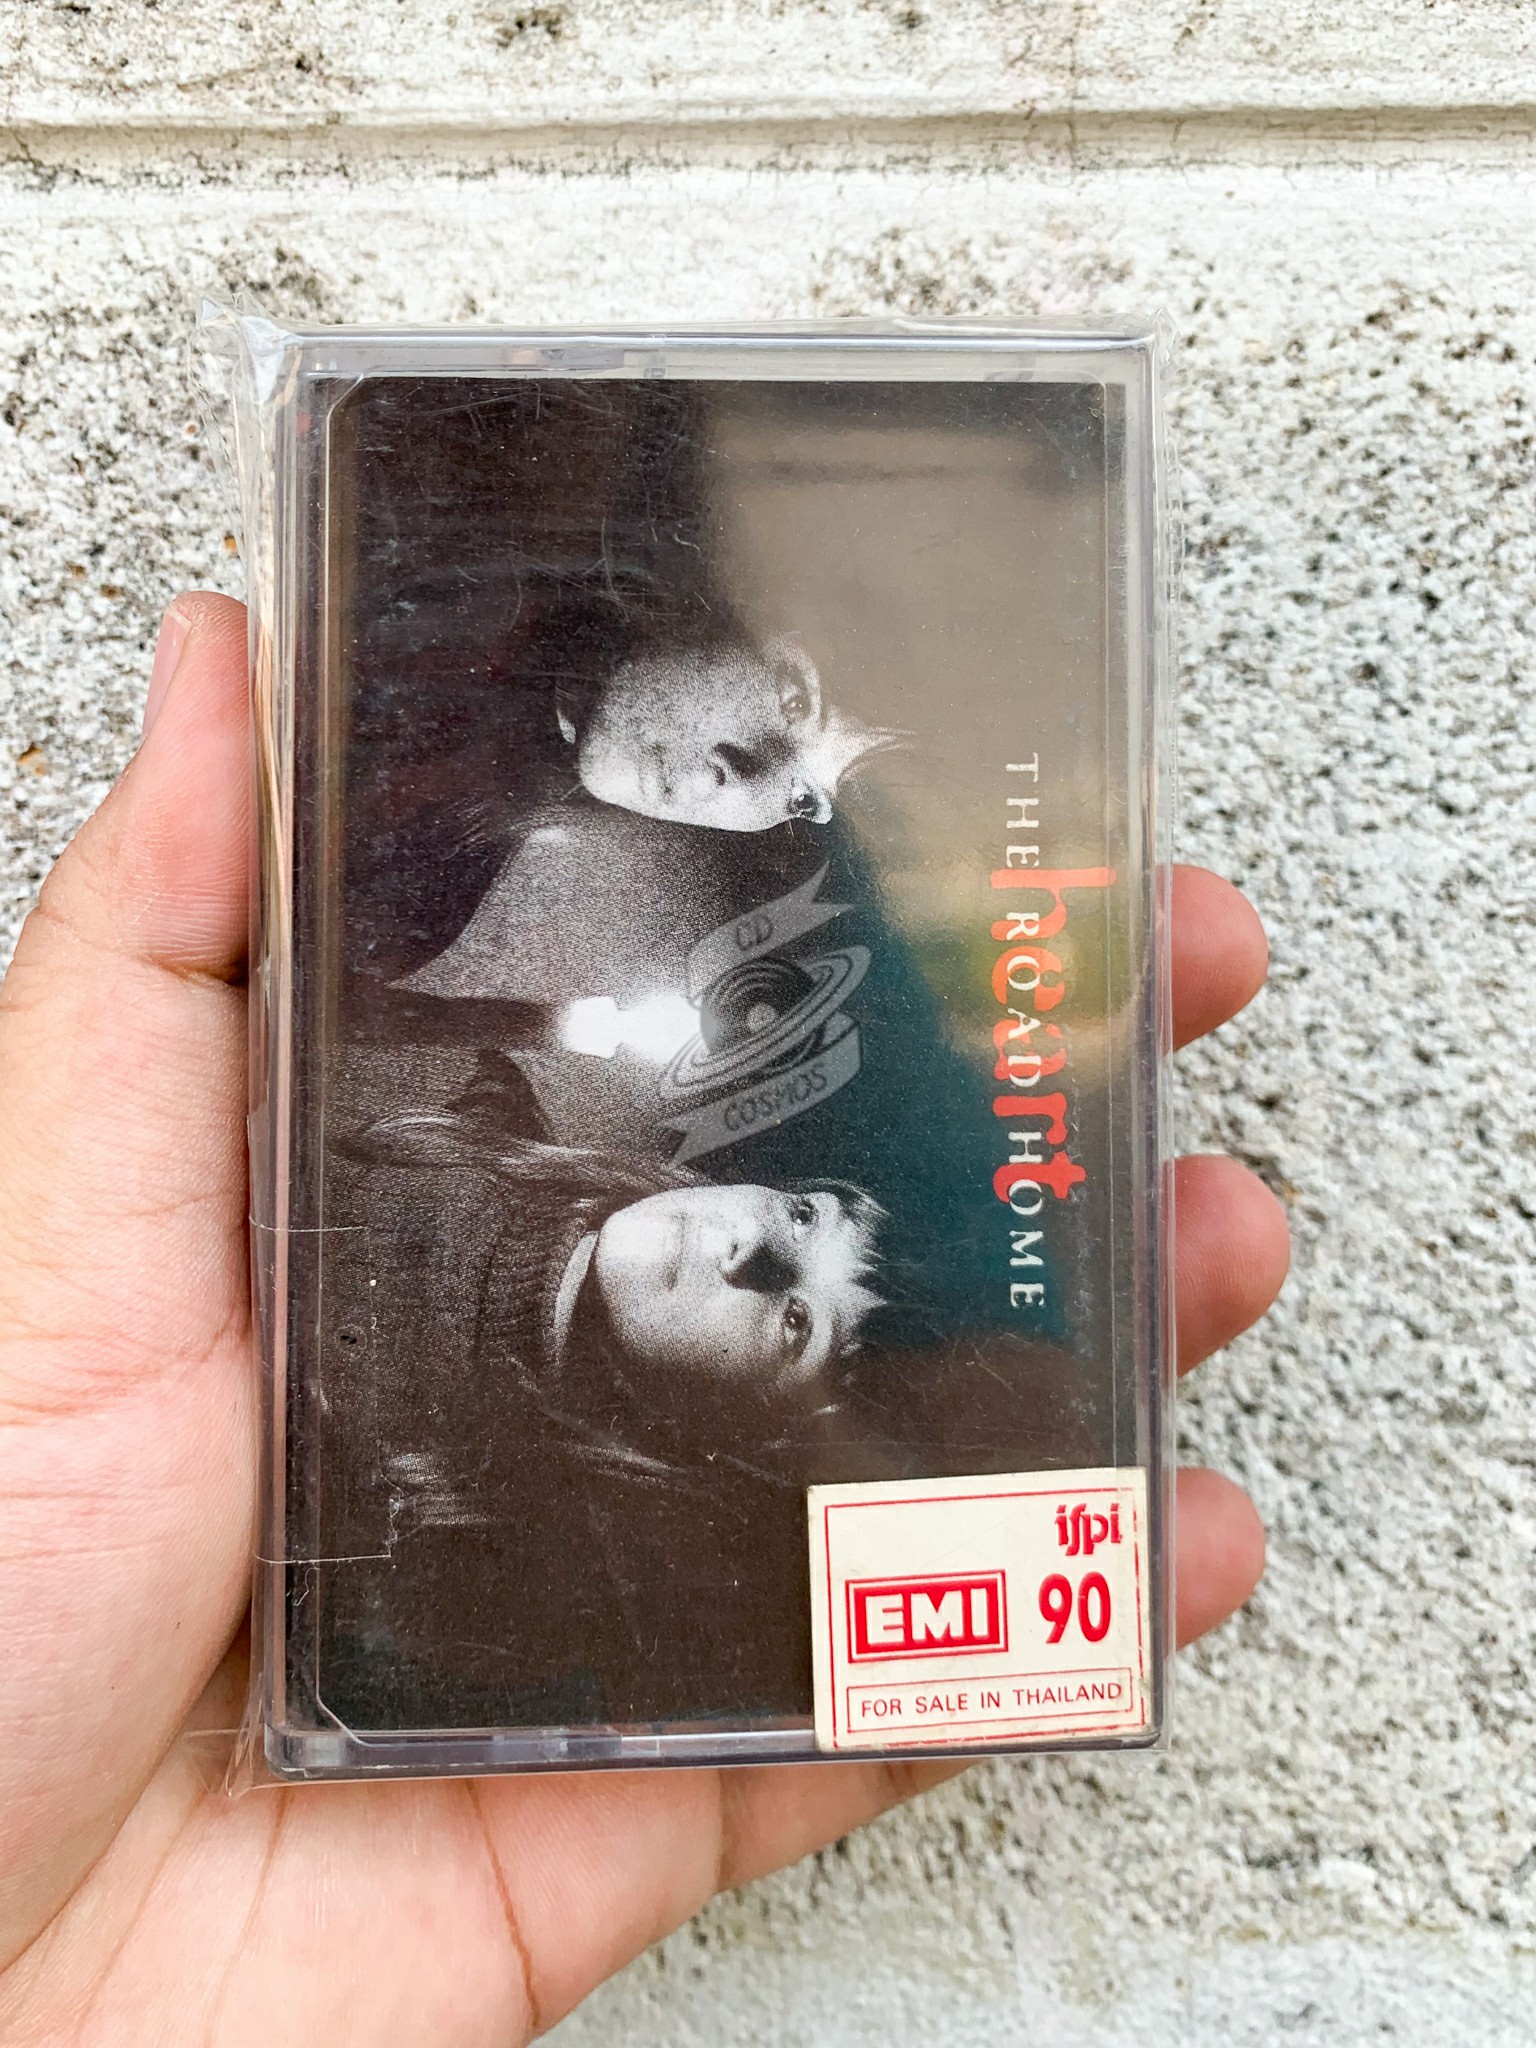 heart
THE ROAD HOME
CD
COSMOS
ifpi
EMI 90
FOR SALE IN THAILAND